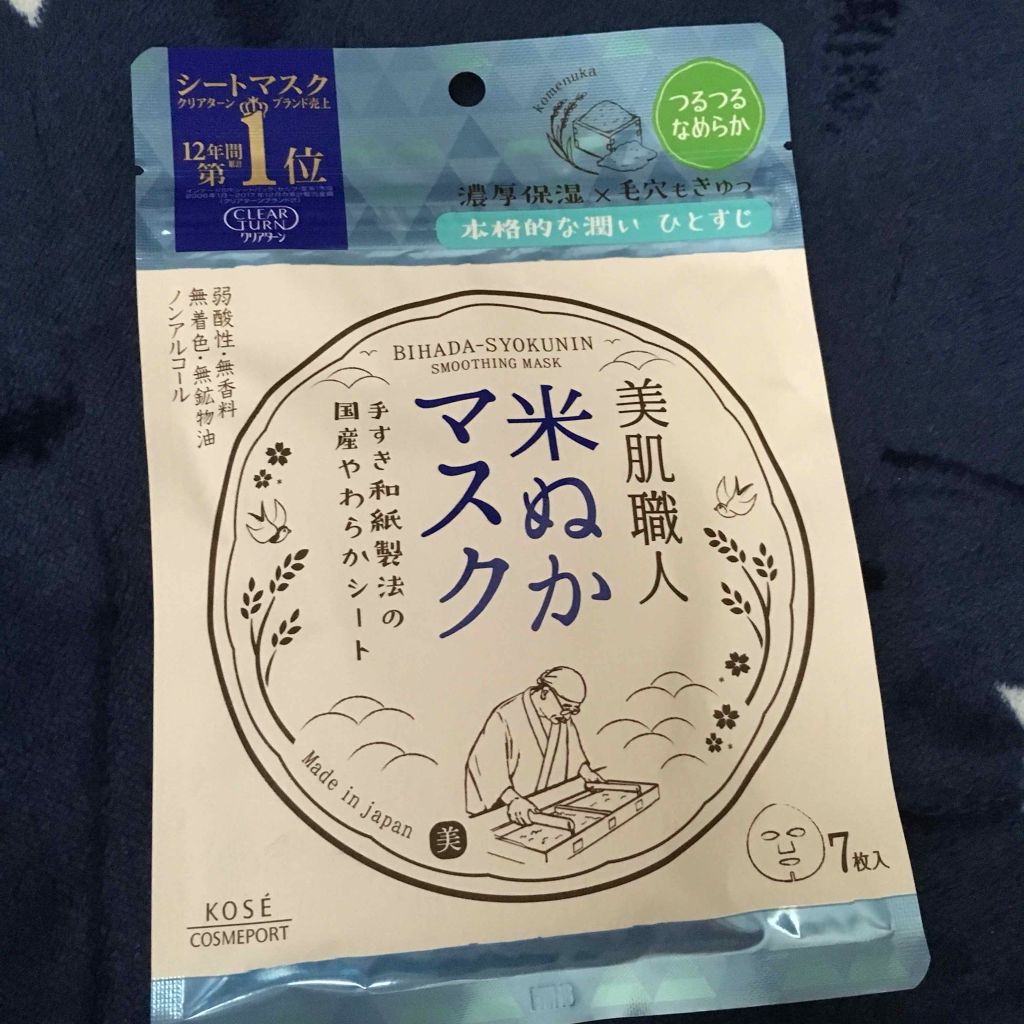 シートマスク
クリアターン ブランド売上
12年間
累計
第1位
CLEAR
TURN
クリアターン
komenuka
つるつる
なめらか
濃厚保湿×毛穴もきゅっ
本格的な潤い ひとすじ
弱酸性・無香料
無着色・無鉱物油
ノンアルコール
BIHADA-SYOKUNIN
SMOOTHING MASK
美肌職人
米ぬか
マスク
手すき和紙製法の
国産やわらかシート
Made in japan
美
7枚入
KOSÉ
COSMEPORT